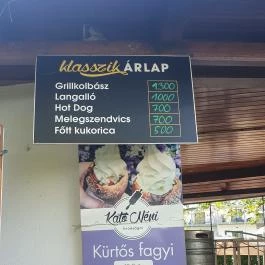 klasszik ÁRLAP
Grillkolbász 1300
Langalló 1000
Hot Dog 700
Melegszendvics 700
Főtt kukorica 500
Kató Néni
Kürtős fagyi